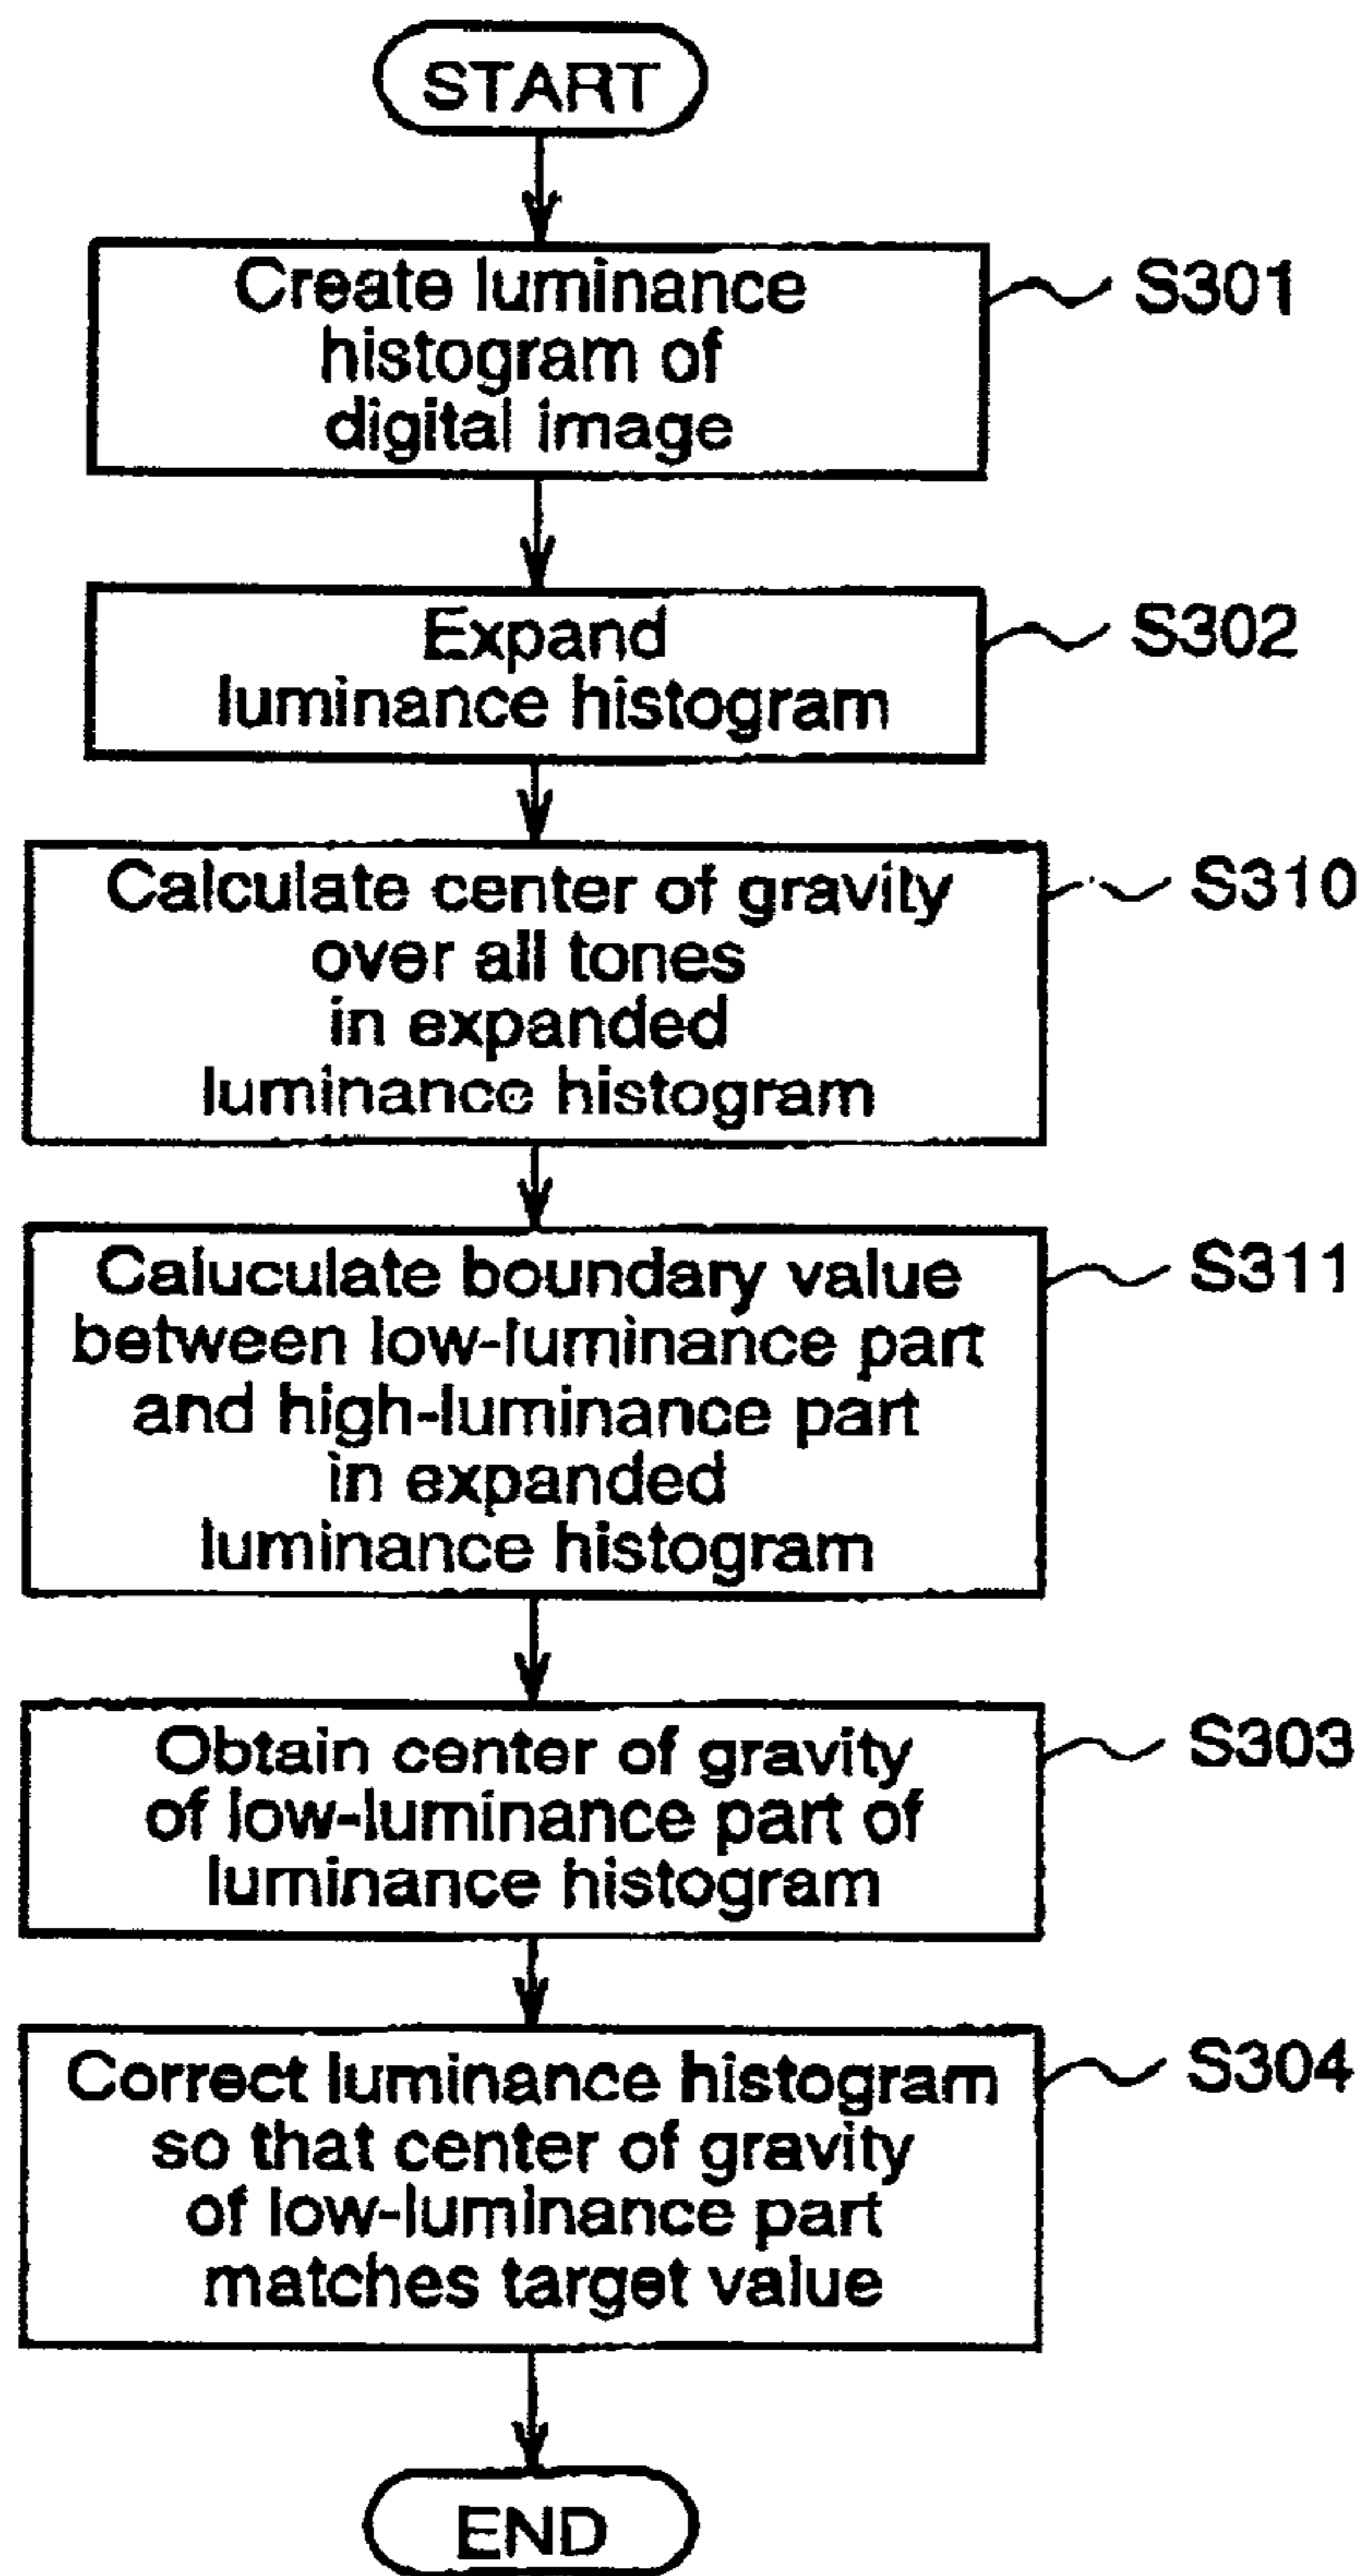 START
Create luminance
histogram of
digital image
S301
Expand
luminance histogram
S302
Calculate center of gravity
over all tones
in expanded
luminance histogram
S310
Caluculate boundary value
between low-luminance part
and high-luminance part
in expanded
luminance histogram
S311
Obtain center of gravity
of low-luminance part of
luminance histogram
S303
Correct luminance histogram
so that center of gravity
of low-luminance part
matches target value
S304
END